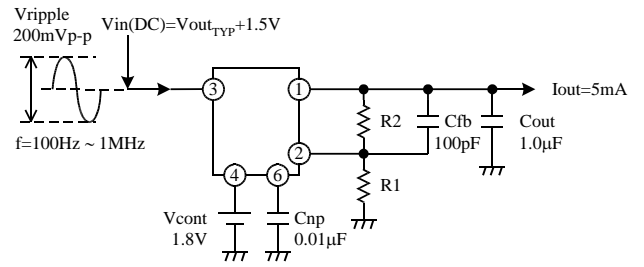 Vripple
200mVp-p
Vin(DC)=VoutTYP+1.5V
f=100Hz ~ 1MHz
3
1
2
4
6
R2
Cfb
100pF
Cout
1.0µF
Iout=5mA
R1
Vcont
1.8V
Cnp
0.01µF